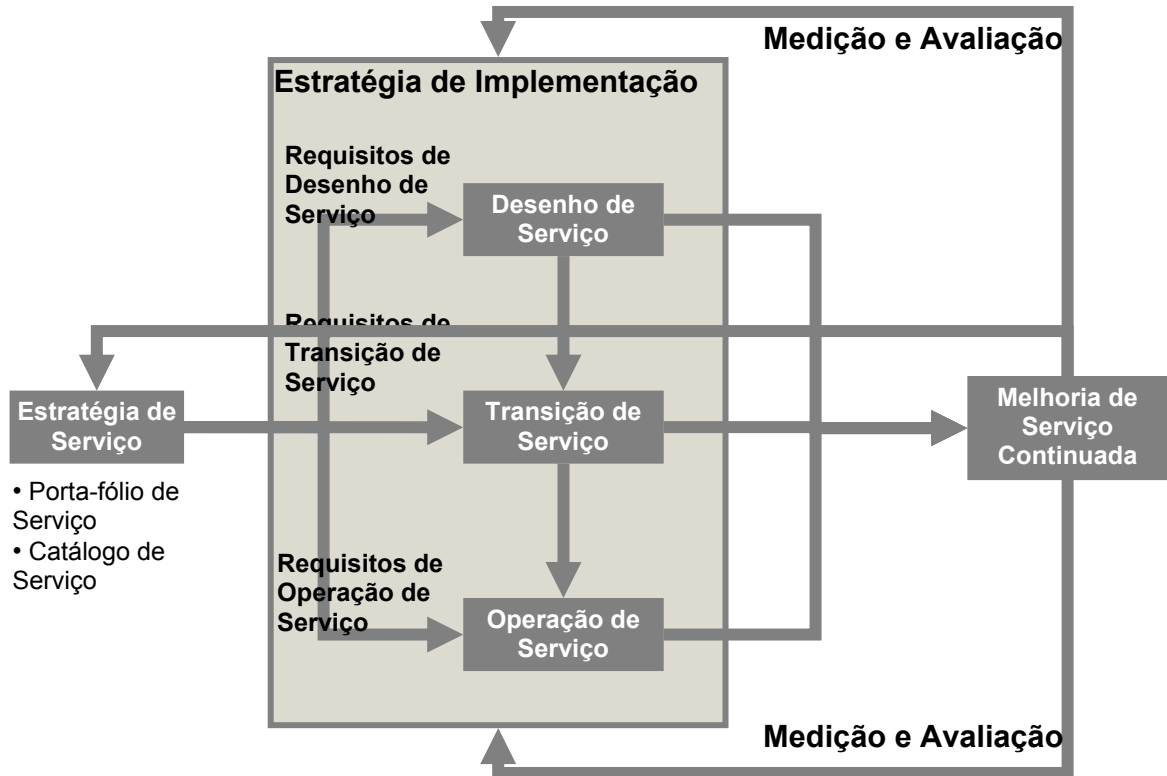 Medição e Avaliação
Estratégia de Implementação
Requisitos de
Desenho de
Serviço
Desenho de
Serviço
Requisitos de
Transição de
Serviço
Estratégia de
Serviço
Transição de
Serviço
Melhoria de
Serviço
Continuada
• Porta-fólio de
Serviço
• Catálogo de
Serviço
Requisitos de
Operação de
Serviço
Operação de
Serviço
Medição e Avaliação